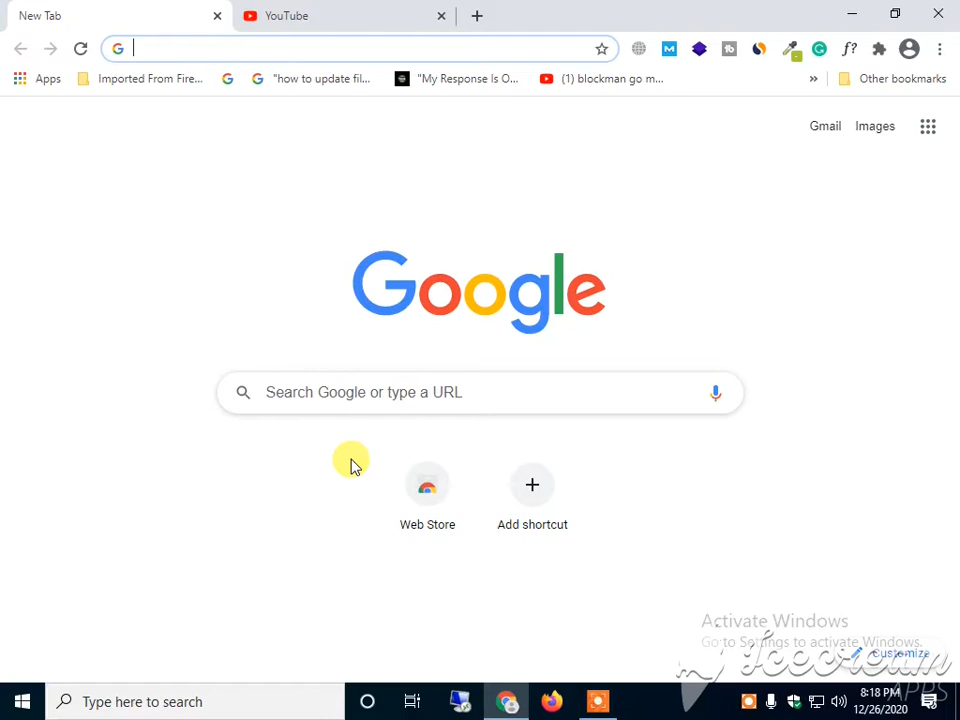 New Tab
YouTube
Apps
Imported From Fire...
"how to update fil...
"My Response Is O...
(1) blockman go m...
»
Other bookmarks
M
f?
Gmail
Images
Google
Search Google or type a URL
Web Store
Add shortcut
Activate Windows
Go to Settings to activate Windows.
Customize
Icecream
APPS
Type here to search
8:18 PM
12/26/2020